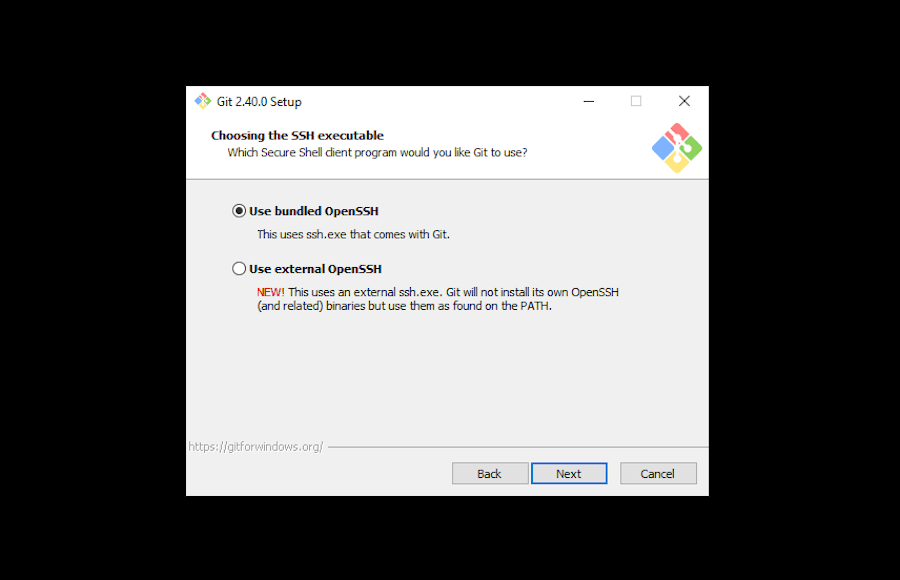 Git 2.40.0 Setup
Choosing the SSH executable
Which Secure Shell client program would you like Git to use?
Use bundled OpenSSH
This uses ssh.exe that comes with Git.
Use external OpenSSH
NEW! This uses an external ssh.exe. Git will not install its own OpenSSH
(and related) binaries but use them as found on the PATH.
https://gitforwindows.org/
Back Next Cancel